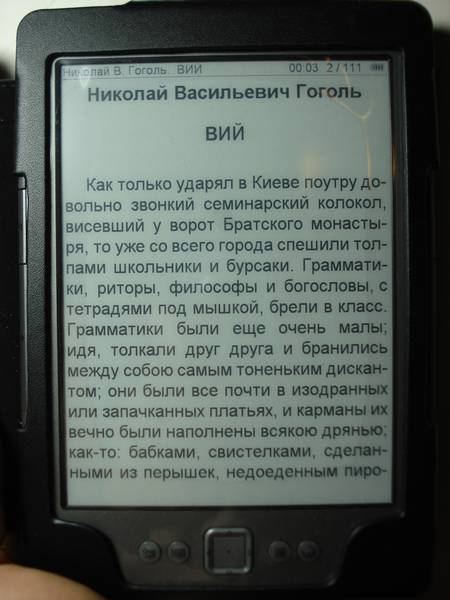 Николай В. Гоголь. ВИЙ 00:03 2/111
Николай Васильевич Гоголь
ВИЙ
Как только ударял в Киеве поутру до-
вольно звонкий семинарский колокол,
висевший у ворот Братского монасты-
ря, то уже со всего города спешили тол-
пами школьники и бурсаки. Граммати-
ки, риторы, философы и богословы, с
тетрадями под мышкой, брели в класс.
Грамматики были еще очень малы;
идя, толкали друг друга и бранились
между собою самым тоненьким дискан-
том; они были все почти в изодранных
или запачканных платьях, и карманы их
вечно были наполнены всякою дрянью;
как-то: бабками, свистелками, сделан-
ными из перышек, недоеденным пиро-